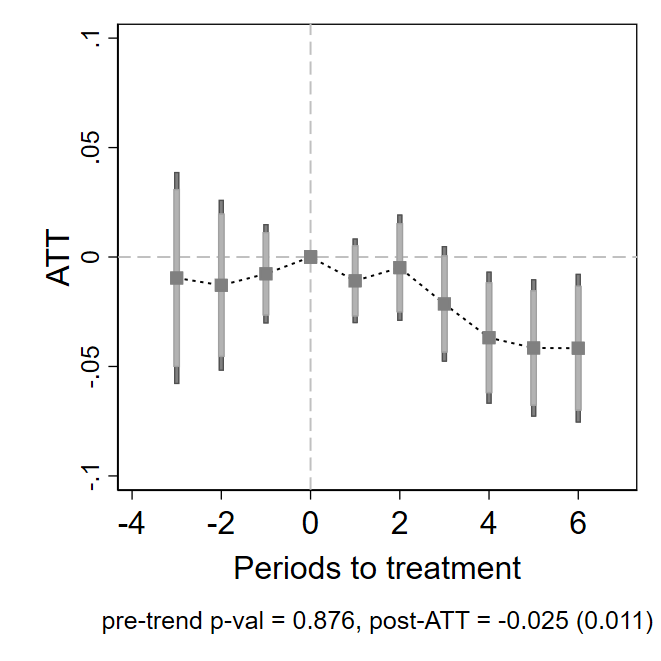 .1
.05
0
-.05
-.1
ATT
-4 -2 0 2 4 6
Periods to treatment
pre-trend p-val = 0.876, post-ATT = -0.025 (0.011)